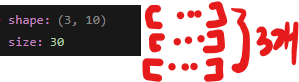 shape: (3, 10)
size: 30
[ ... ]
[ ... ]
[ ... ] } 3개